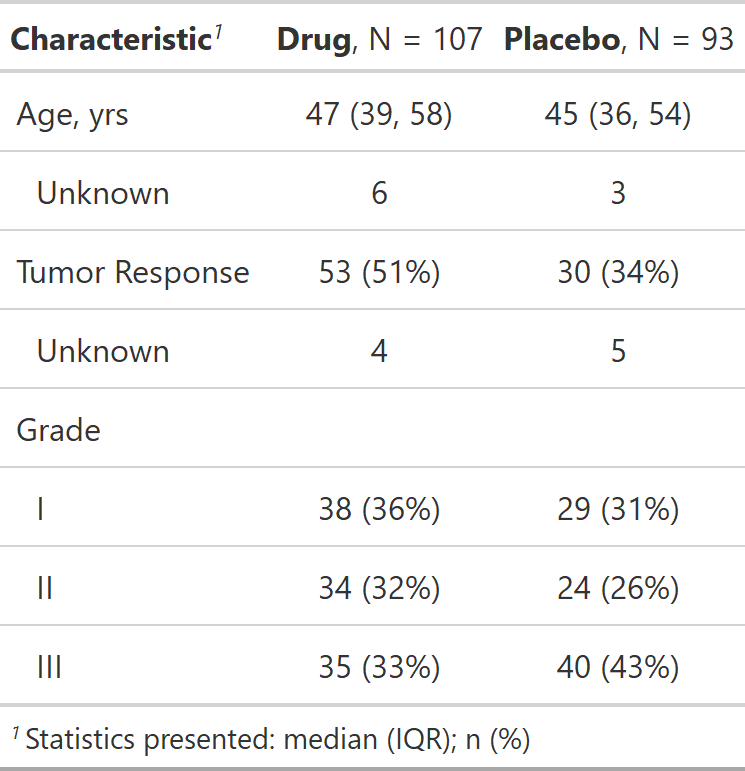 Characteristic¹ Drug, N = 107 Placebo, N = 93
Age, yrs 47 (39, 58) 45 (36, 54)
Unknown 6 3
Tumor Response 53 (51%) 30 (34%)
Unknown 4 5
Grade
I 38 (36%) 29 (31%)
II 34 (32%) 24 (26%)
III 35 (33%) 40 (43%)
¹ Statistics presented: median (IQR); n (%)